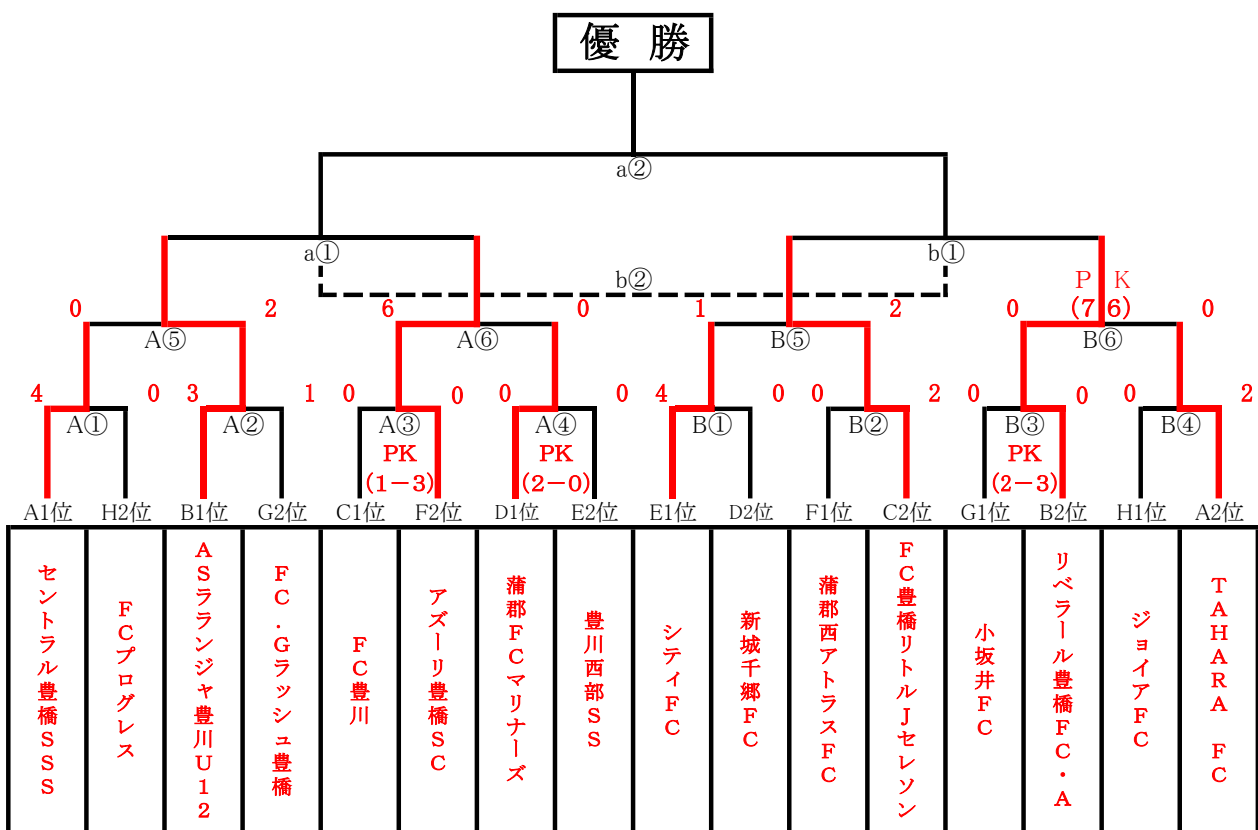 優 勝
a②
a① b①
b② P K
0 2 6 0 1 2 0 (7 6) 0
A⑤ A⑥ B⑤ B⑥
4 0 3 1 0 0 0 0 4 0 0 2 0 0 0 2
A① A② A③ A④ B① B② B③ B④
PK PK PK
(1−3) (2−0) (2−3)
A1位 H2位 B1位 G2位 C1位 F2位 D1位 E2位 E1位 D2位 F1位 C2位 G1位 B2位 H1位 A2位
セントラル豊橋SSS
FCプログレス
ASラランジャ豊川U12
FC.Gラッシュ豊橋
FC豊川
アズーリ豊橋SC
蒲郡FCマリナーズ
豊川西部SS
シティFC
新城千郷FC
蒲郡西アトラスFC
FC豊橋リトルJセレソン
小坂井FC
リベラール豊橋FC・A
ジョイアFC
TAHARA FC